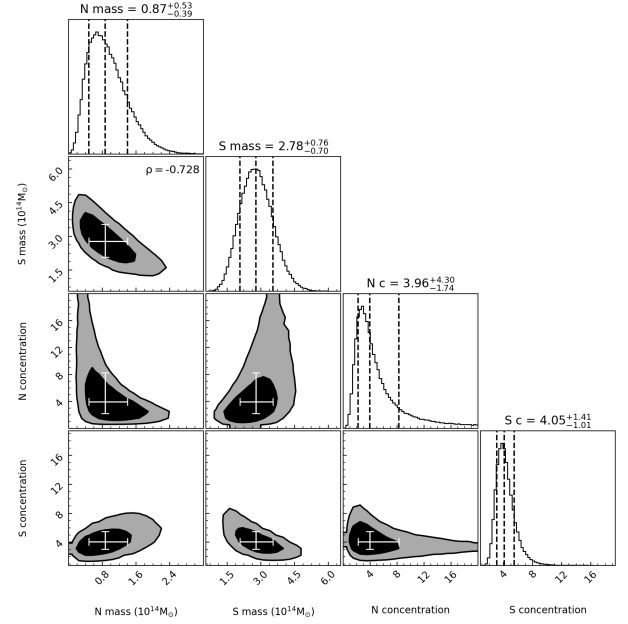 N mass = 0.87+0.53 −0.39
ρ = -0.728
S mass = 2.78+0.76 −0.70
6.0
4.5
3.0
1.5
S mass (10^14 M⊙)
N c = 3.96+4.30 −1.74
16
12
8
4
N concentration
S c = 4.05+1.41 −1.01
16
12
8
4
S concentration
0.8 1.6 2.4
1.5 3.0 4.5 6.0
4 8 12 16
4 8 12 16
N mass (10^14 M⊙)
S mass (10^14 M⊙)
N concentration
S concentration